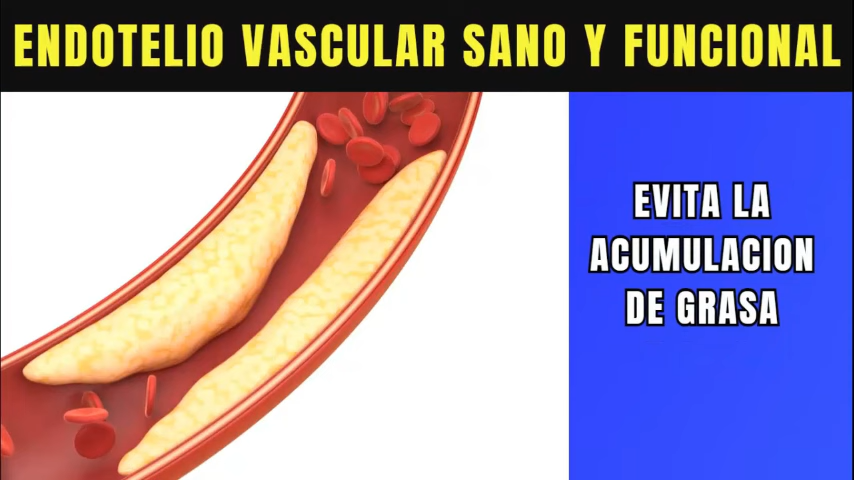 ENDOTELIO VASCULAR SANO Y FUNCIONAL
EVITA LA
ACUMULACION
DE GRASA